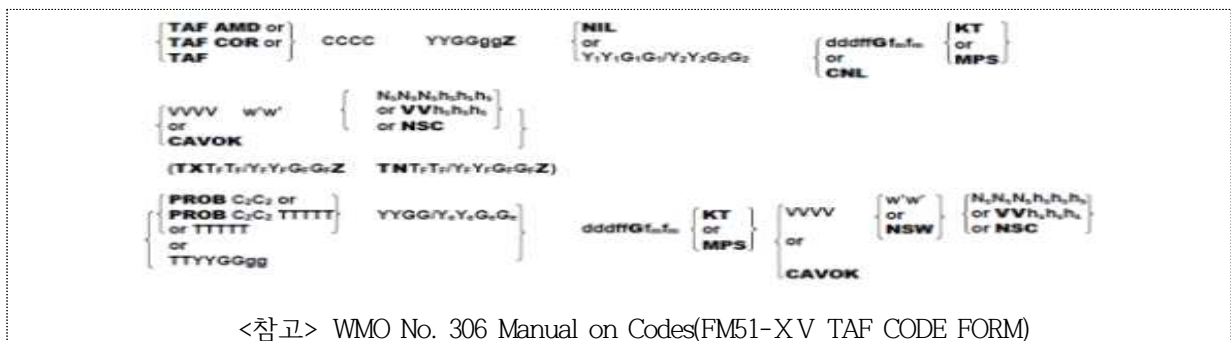 TAF AMD or
TAF COR or
TAF
CCCC YYGGggZ
NIL
or
Y₁Y₁G₁G₁/Y₂Y₂G₂G₂
dddffGfₘfₘ
or
CNL
KT
or
MPS
VVVV w'w'
or
CAVOK
NₛNₛNₛhₛhₛhₛ
or VVhₛhₛhₛ
or NSC
(TXTFTF/YFYFGFGFZ TNTFTF/YFYFGFGFZ)
PROB C₂C₂ or
PROB C₂C₂ TTTTT
or TTTTT
or
TTYYGGgg
YYGG/YₑYₑGₑGₑ
dddffGfₘfₘ
KT
or
MPS
VVVV
or
CAVOK
w'w'
or
NSW
NₛNₛNₛhₛhₛhₛ
or VVhₛhₛhₛ
or NSC
<참고> WMO No. 306 Manual on Codes(FM51-XV TAF CODE FORM)